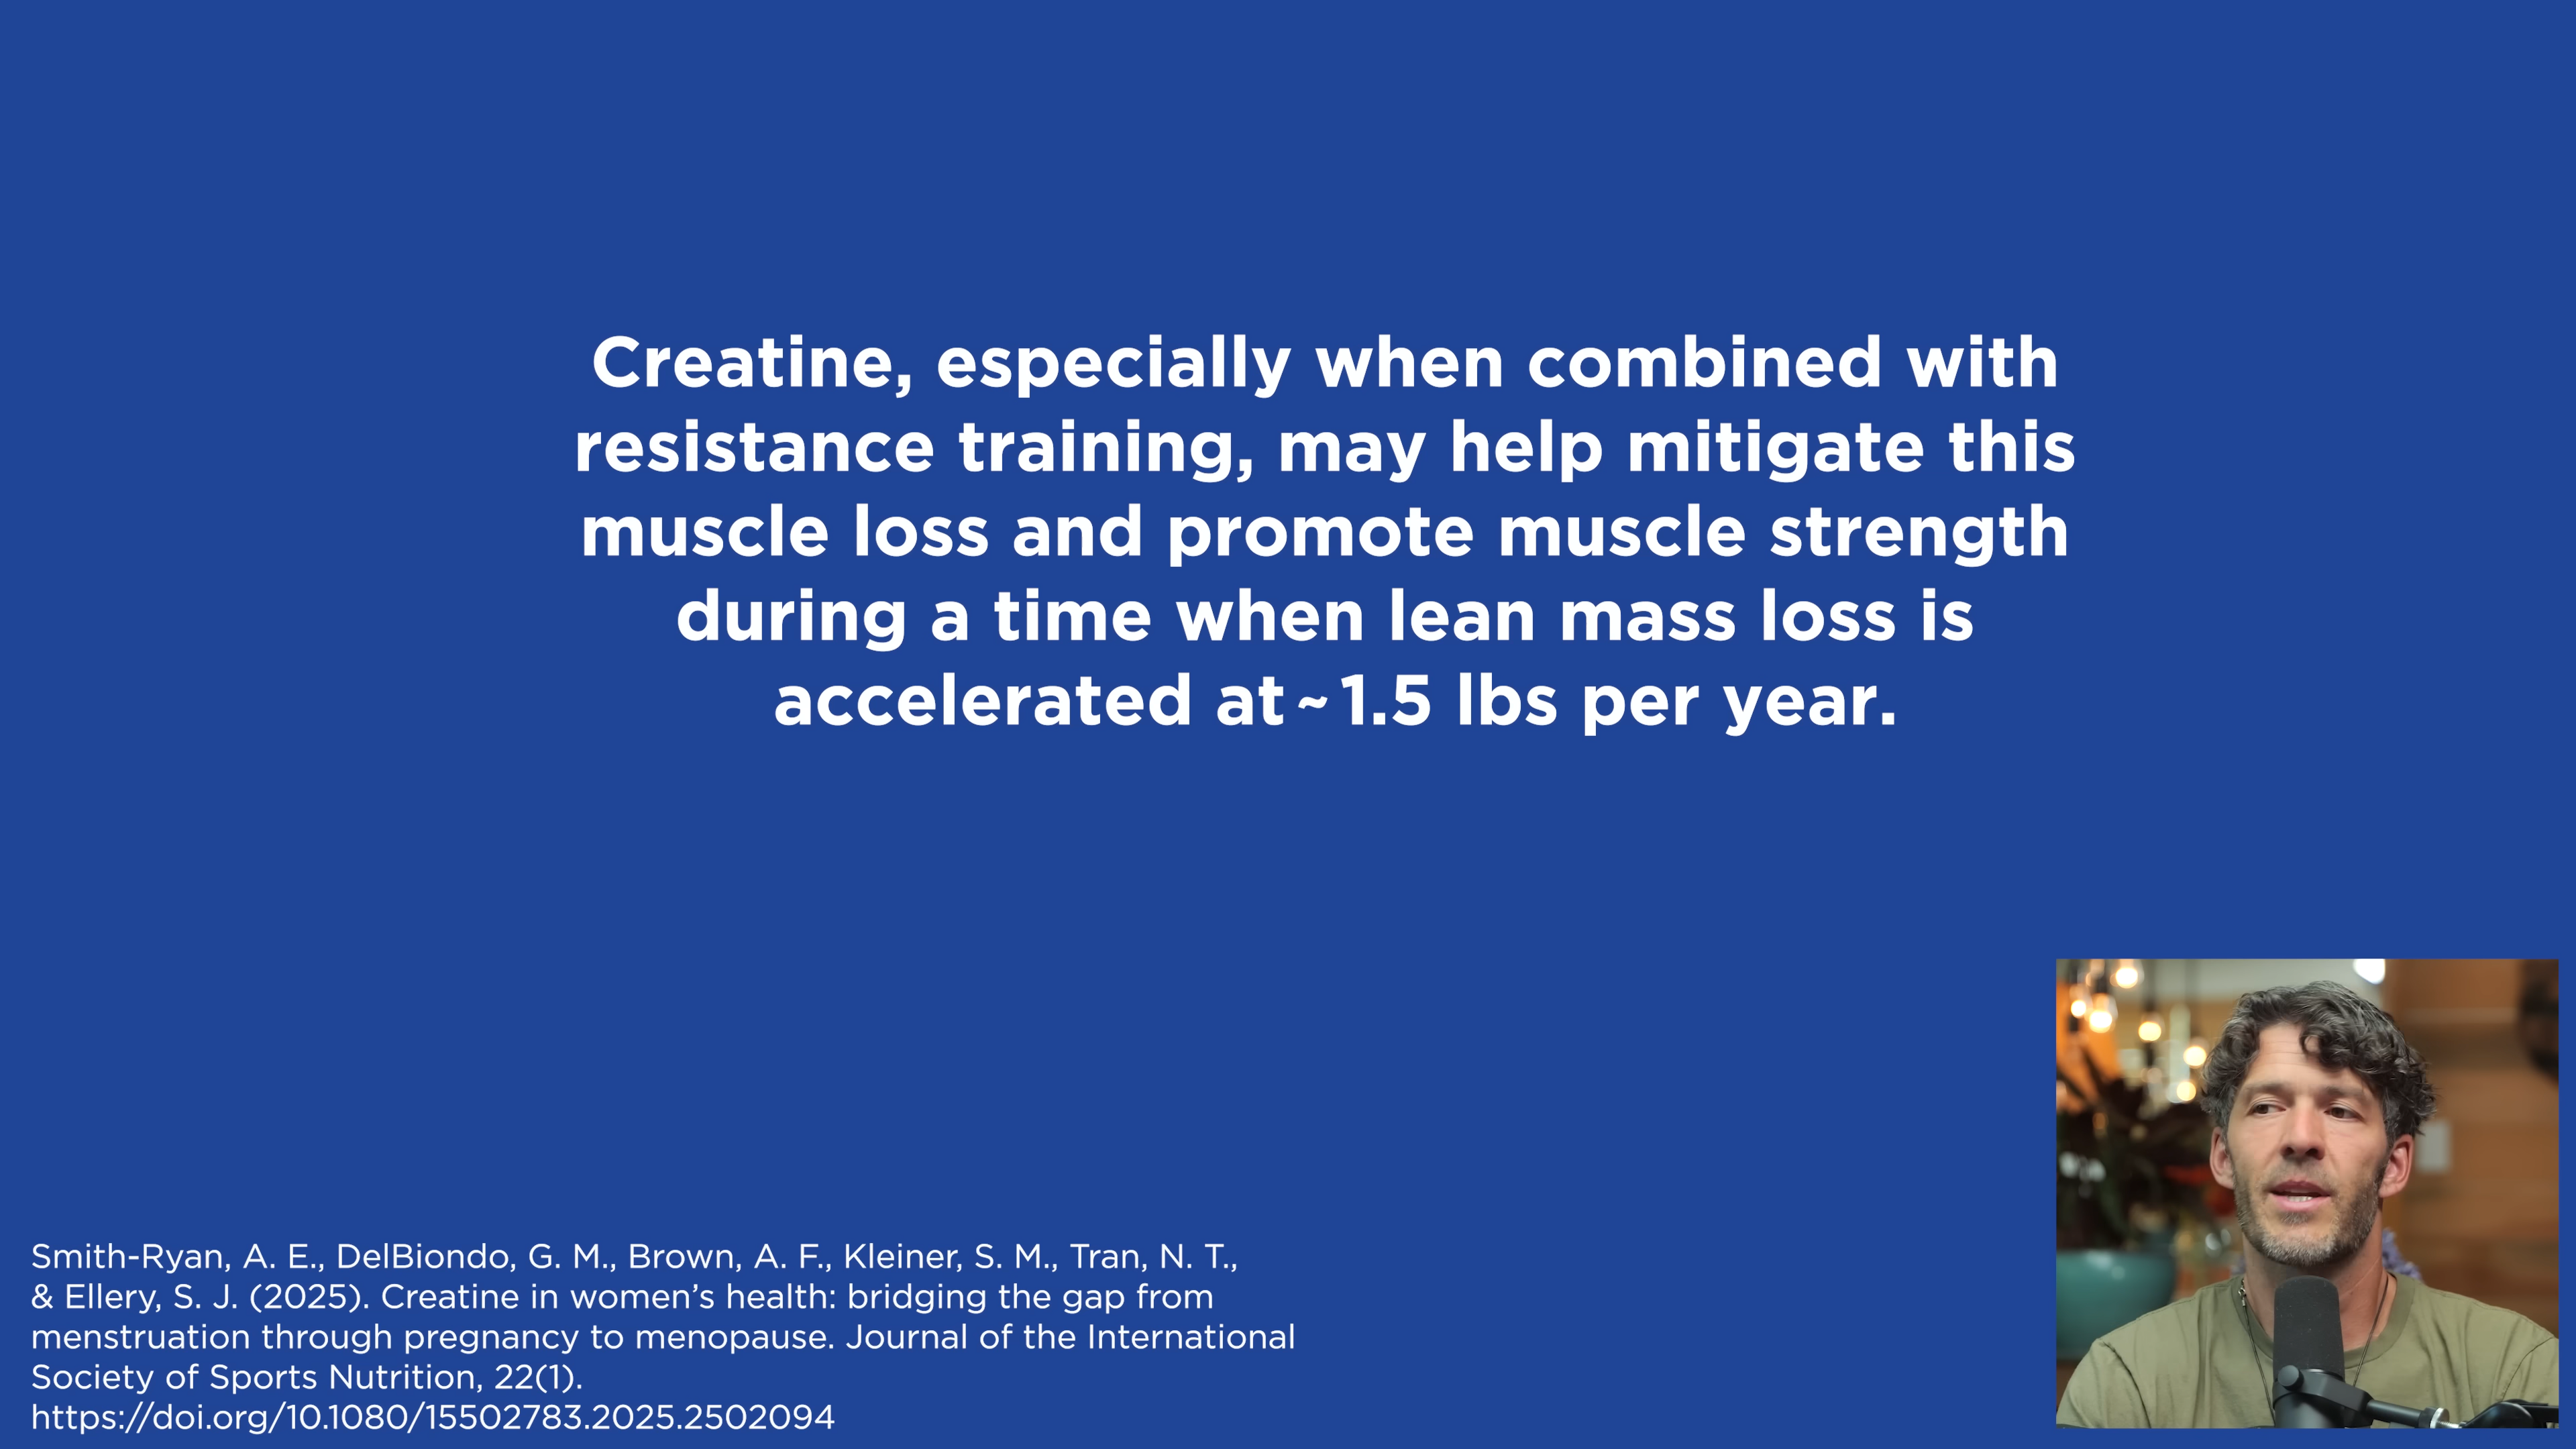 Creatine, especially when combined with
resistance training, may help mitigate this
muscle loss and promote muscle strength
during a time when lean mass loss is
accelerated at ~1.5 lbs per year.
Smith-Ryan, A. E., DelBiondo, G. M., Brown, A. F., Kleiner, S. M., Tran, N. T.,
& Ellery, S. J. (2025). Creatine in women’s health: bridging the gap from
menstruation through pregnancy to menopause. Journal of the International
Society of Sports Nutrition, 22(1).
https://doi.org/10.1080/15502783.2025.2502094